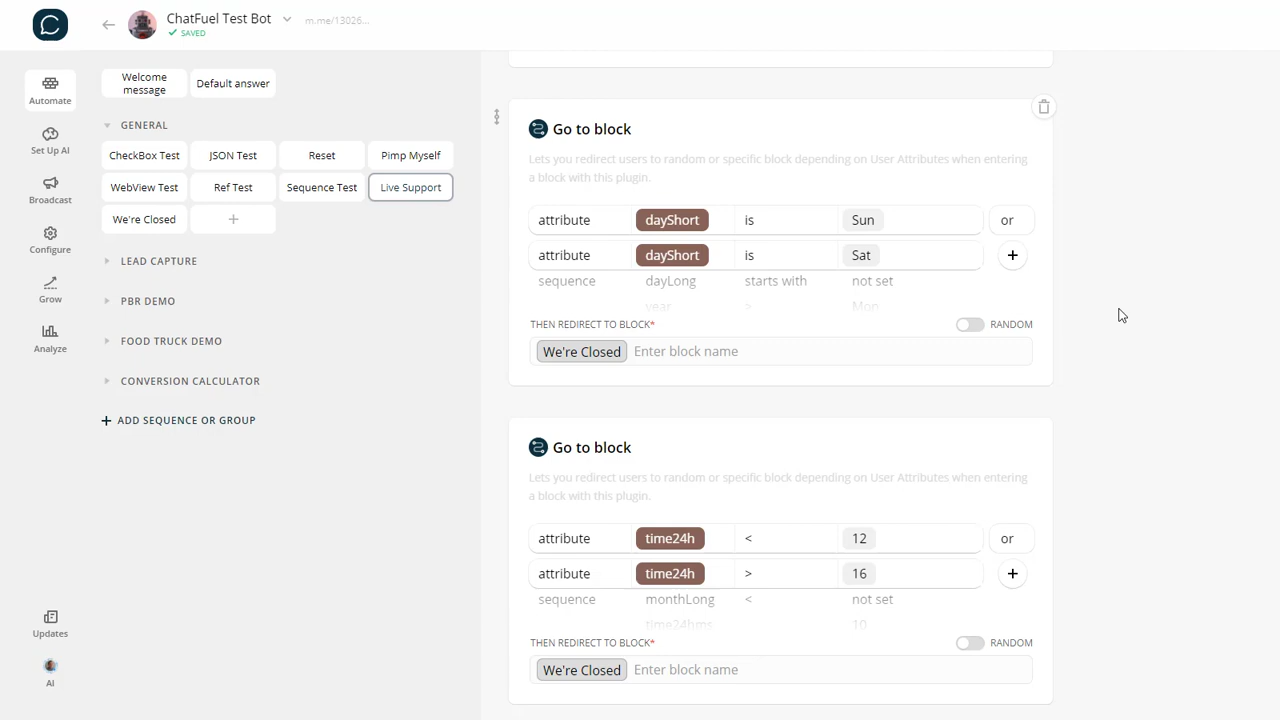 ChatFuel Test Bot
m.me/13026...
SAVED
Automate
Set Up AI
Broadcast
Configure
Grow
Analyze
Updates
AI
Welcome message
Default answer
GENERAL
CheckBox Test
JSON Test
Reset
Pimp Myself
WebView Test
Ref Test
Sequence Test
Live Support
We're Closed
+
LEAD CAPTURE
PBR DEMO
FOOD TRUCK DEMO
CONVERSION CALCULATOR
+ ADD SEQUENCE OR GROUP
Go to block
Lets you redirect users to random or specific block depending on User Attributes when entering
a block with this plugin.
attribute dayShort is Sun or
attribute dayShort is Sat +
sequence dayLong starts with not set
year > Mon
THEN REDIRECT TO BLOCK* RANDOM
We're Closed Enter block name
Go to block
Lets you redirect users to random or specific block depending on User Attributes when entering
a block with this plugin.
attribute time24h < 12 or
attribute time24h > 16 +
sequence monthLong < not set
time24hms 10
THEN REDIRECT TO BLOCK* RANDOM
We're Closed Enter block name